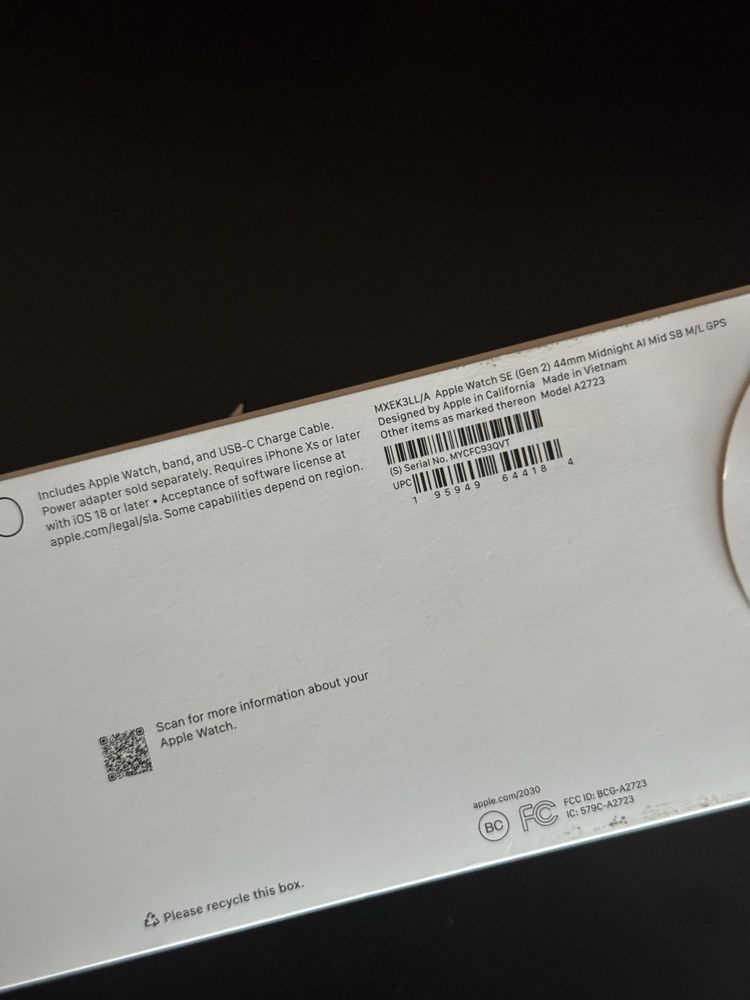 Includes Apple Watch, band, and USB-C Charge Cable.
Power adapter sold separately. Requires iPhone Xs or later
with iOS 18 or later • Acceptance of software license at
apple.com/legal/sla. Some capabilities depend on region.
MXEK3LL/A Apple Watch SE (Gen 2) 44mm Midnight Al Mid SB M/L GPS
Designed by Apple in California Made in Vietnam
Other items as marked thereon Model A2723
(S) Serial No. MYCFC93QVT
UPC
1 95949 64418 4
Scan for more information about your
Apple Watch.
apple.com/2030
BC FC FCC ID: BCG-A2723
IC: 579C-A2723
Please recycle this box.